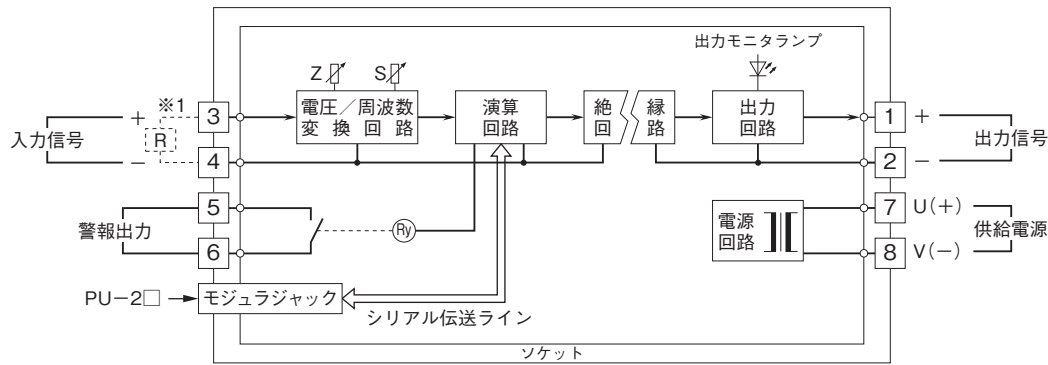 出力モニタランプ
Z
S
※1
3
電圧／周波数
変換回路
演算
回路
絶縁
回路
出力
回路
1
+
+
入力信号
R
出力信号
−
4
2
−
5
7
U(+)
警報出力
Ry
電源
回路
供給電源
6
8
V(−)
PU−2□
モジュラジャック
シリアル伝送ライン
ソケット